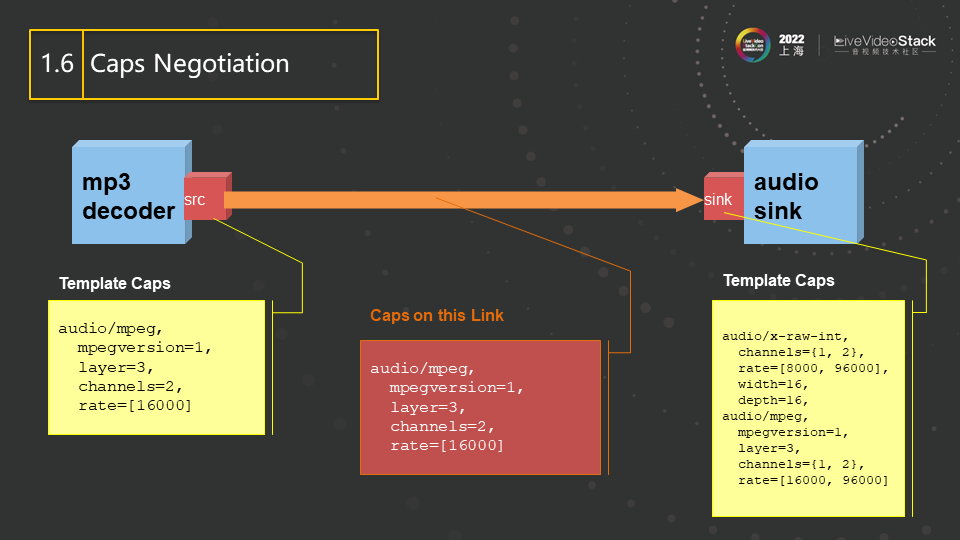 1.6 Caps Negotiation
2022
上海
LiveVideoStack
音视频技术社区
mp3
decoder
src
sink
audio
sink
Template Caps
audio/mpeg,
mpegversion=1,
layer=3,
channels=2,
rate=[16000]
Caps on this Link
audio/mpeg,
mpegversion=1,
layer=3,
channels=2,
rate=[16000]
Template Caps
audio/x-raw-int,
channels={1, 2},
rate=[8000, 96000],
width=16,
depth=16,
audio/mpeg,
mpegversion=1,
layer=3,
channels={1, 2},
rate=[16000, 96000]